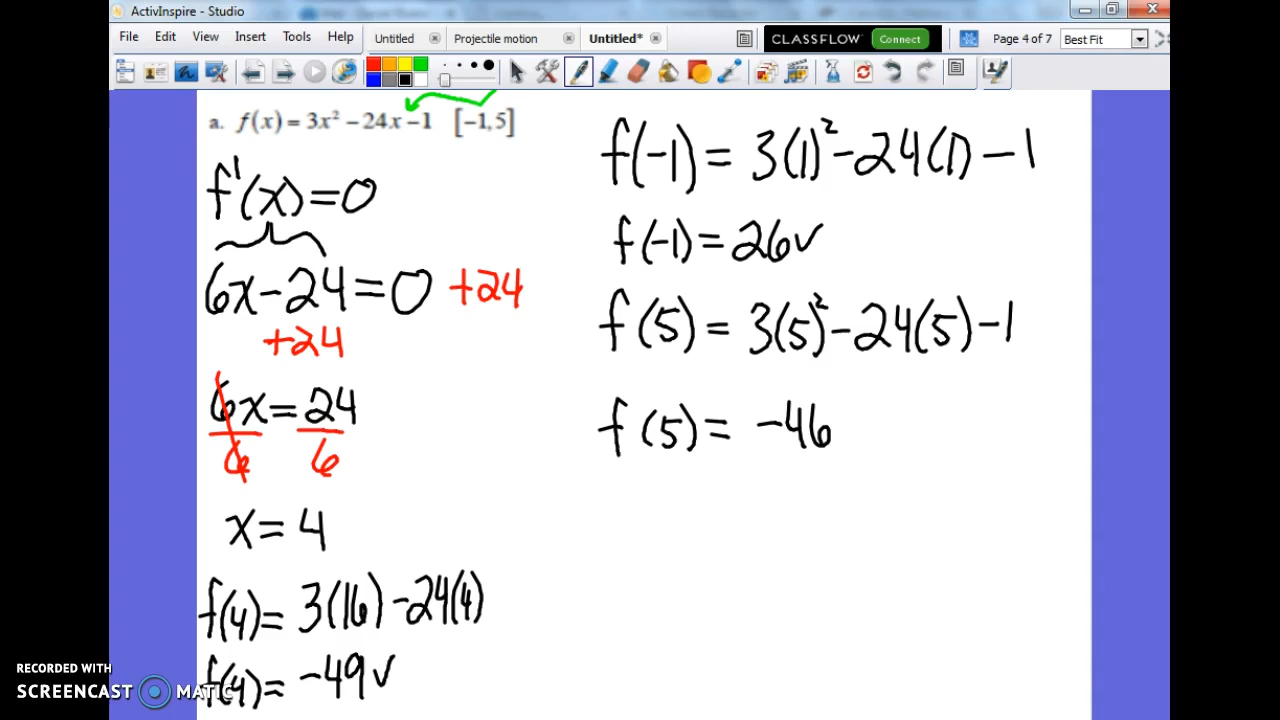 ActivInspire - Studio
File Edit View Insert Tools Help
Untitled Projectile motion Untitled*
CLASSFLOW Connect
Page 4 of 7 Best Fit
a. f(x) = 3x² − 24x − 1 [−1, 5]
f'(x) = 0
6x − 24 = 0 +24
+24
6x = 24
6 6
x = 4
f(4) = 3(16) − 24(4)
f(4) = −49 ✓
f(−1) = 3(1)² − 24(1) − 1
f(−1) = 26 ✓
f(5) = 3(5)² − 24(5) − 1
f(5) = −46
RECORDED WITH
SCREENCAST MATIC